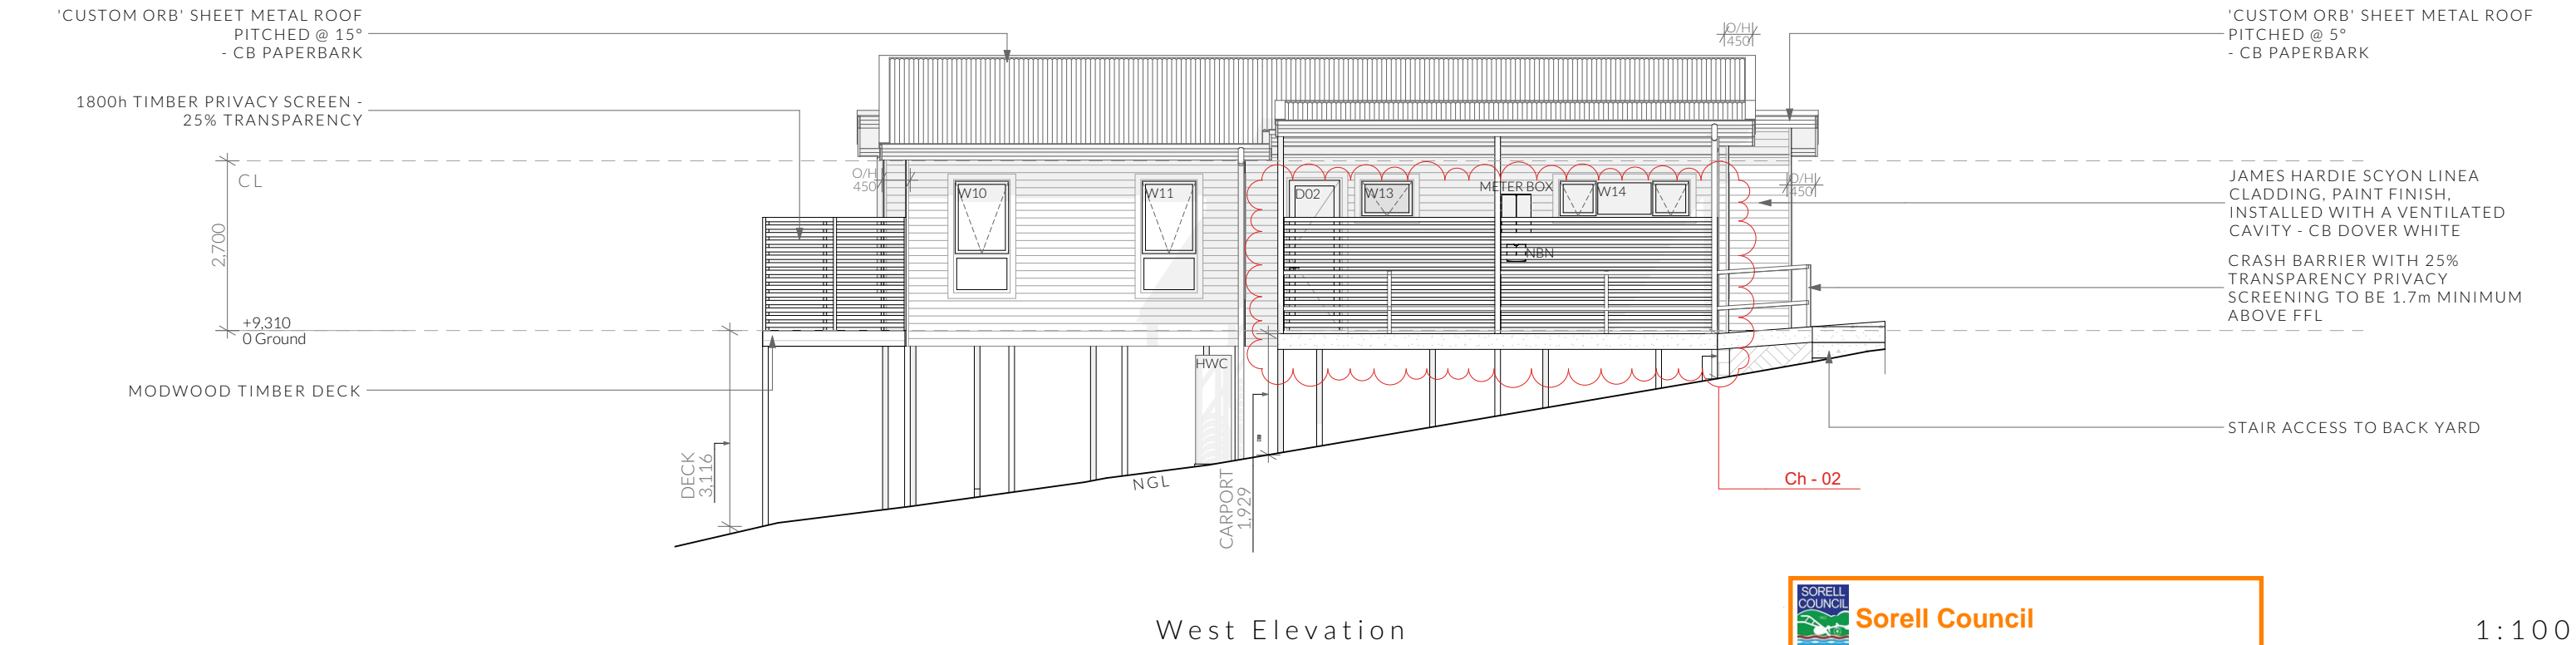 'CUSTOM ORB' SHEET METAL ROOF
PITCHED @ 15°
- CB PAPERBARK
1800h TIMBER PRIVACY SCREEN -
25% TRANSPARENCY
CL
2,700
+9,310
0 Ground
MODWOOD TIMBER DECK
DECK
3,116
O/H
450
W10
W11
HWC
NGL
CARPORT
1,929
D02
W13
METER BOX
W14
NBN
O/H
450
O/H
450
'CUSTOM ORB' SHEET METAL ROOF
PITCHED @ 5°
- CB PAPERBARK
JAMES HARDIE SCYON LINEA
CLADDING, PAINT FINISH,
INSTALLED WITH A VENTILATED
CAVITY - CB DOVER WHITE
CRASH BARRIER WITH 25%
TRANSPARENCY PRIVACY
SCREENING TO BE 1.7m MINIMUM
ABOVE FFL
STAIR ACCESS TO BACK YARD
Ch - 02
West Elevation
SORELL
COUNCIL
Sorell Council
1:100